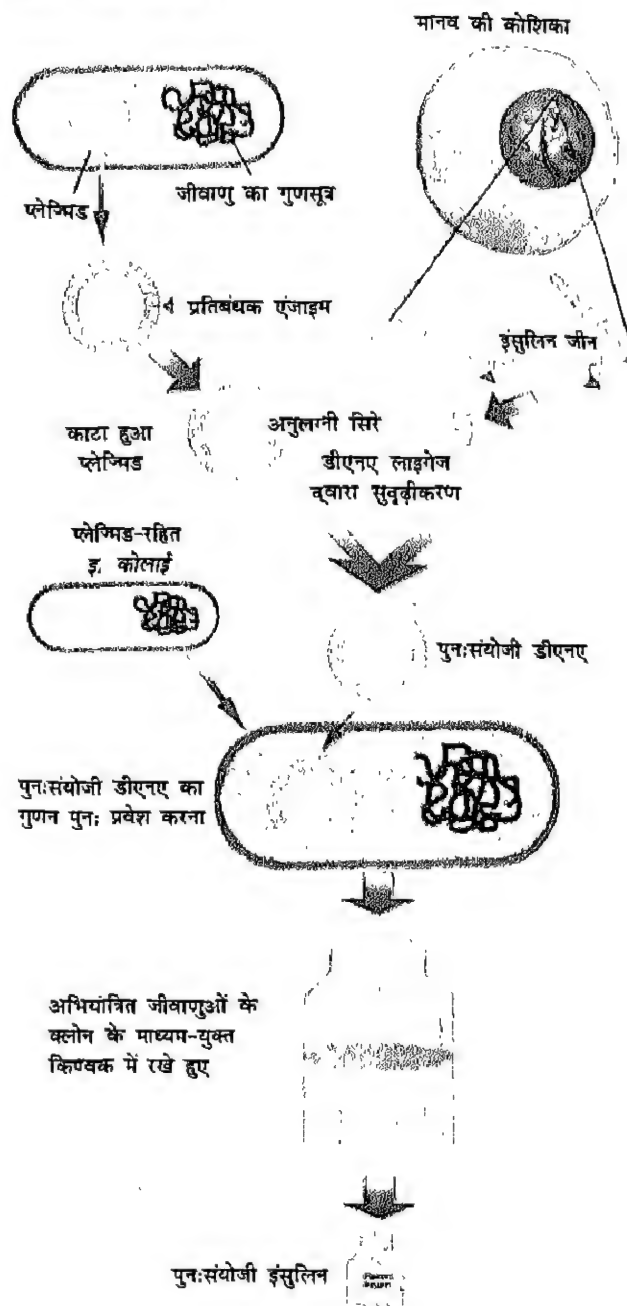 मानव की कोशिका
प्लेज्मिड
जीवाणु का गुणसूत्र
प्रतिबंधक एंजाइम
इंसुलिन जीन
काटा हुआ
प्लेज्मिड
अनुलग्नी सिरे
डीएनए लाइगेज
द्वारा सुदृढ़ीकरण
प्लेज्मिड-रहित
इ. कोलाई
पुनःसंयोजी डीएनए
पुनःसंयोजी डीएनए का
गुणन पुनः प्रवेश करना
अभियांत्रित जीवाणुओं के
क्लोन के माध्यम-युक्त
किण्वक में रखे हुए
पुनःसंयोजी इंसुलिन